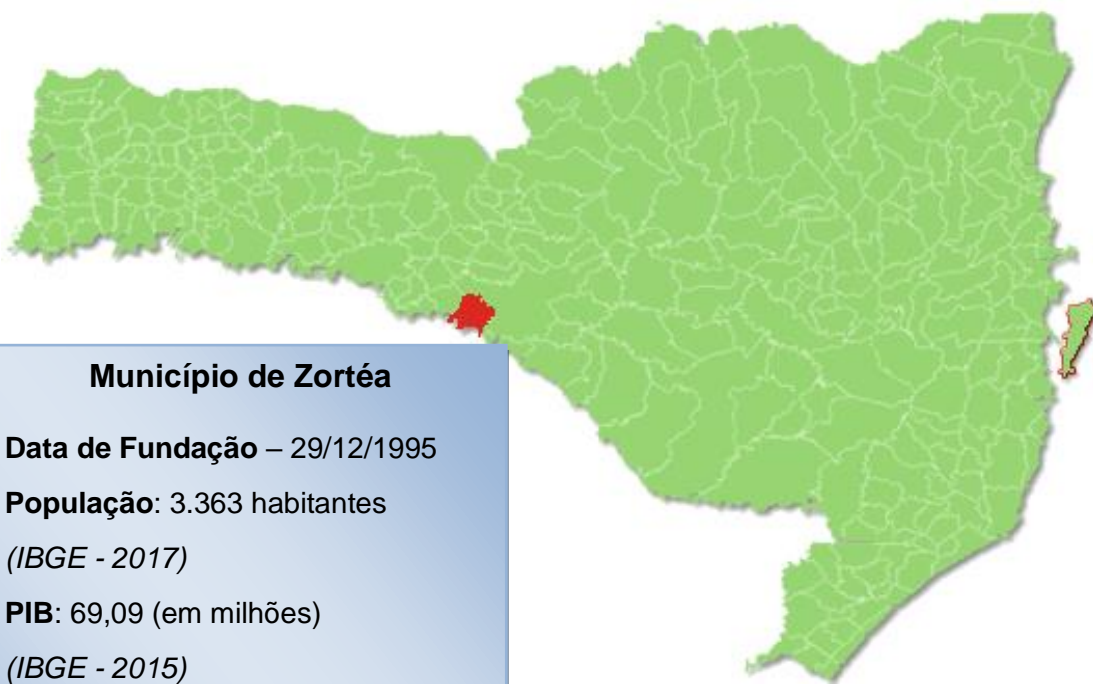 Município de Zortéa
Data de Fundação – 29/12/1995
População: 3.363 habitantes
(IBGE - 2017)
PIB: 69,09 (em milhões)
(IBGE - 2015)